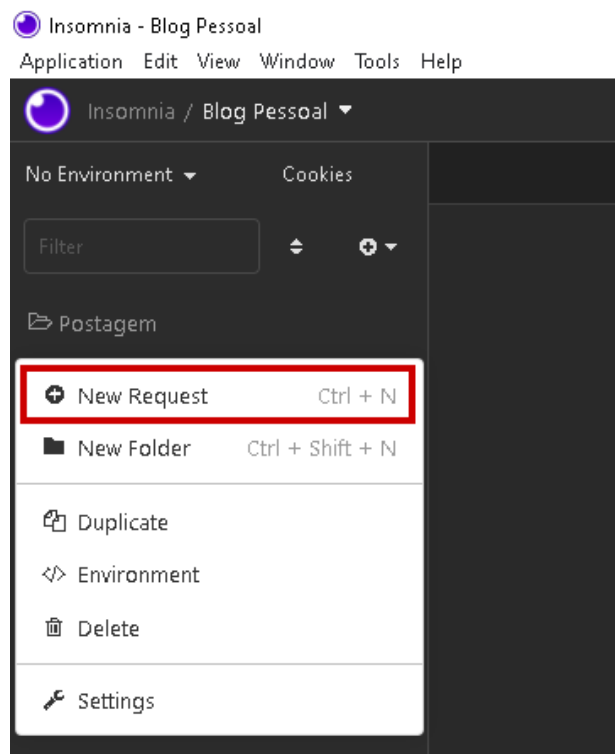 Insomnia - Blog Pessoal
Application Edit View Window Tools Help
Insomnia / Blog Pessoal
No Environment Cookies
Filter
Postagem
New Request Ctrl + N
New Folder Ctrl + Shift + N
Duplicate
Environment
Delete
Settings